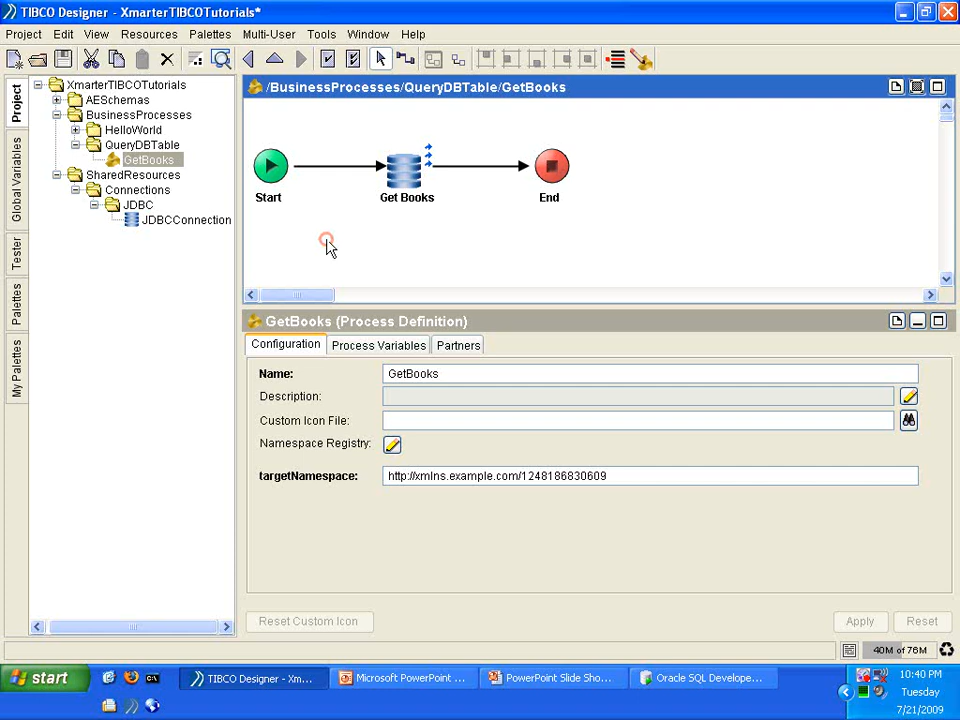 TIBCO Designer - XmarterTIBCOTutorials*
Project Edit View Resources Palettes Multi-User Tools Window Help
Project
Global Variables
Tester
Palettes
My Palettes
XmarterTIBCOTutorials
AESchemas
BusinessProcesses
HelloWorld
QueryDBTable
GetBooks
SharedResources
Connections
JDBC
JDBCConnection
/BusinessProcesses/QueryDBTable/GetBooks
Start Get Books End
GetBooks (Process Definition)
Configuration Process Variables Partners
Name: GetBooks
Description:
Custom Icon File:
Namespace Registry:
targetNamespace: http://xmlns.example.com/1248186830609
Reset Custom Icon Apply Reset
40M of 76M
start TIBCO Designer - Xm... Microsoft PowerPoint ... PowerPoint Slide Sho... Oracle SQL Develope...
10:40 PM
Tuesday
7/21/2009